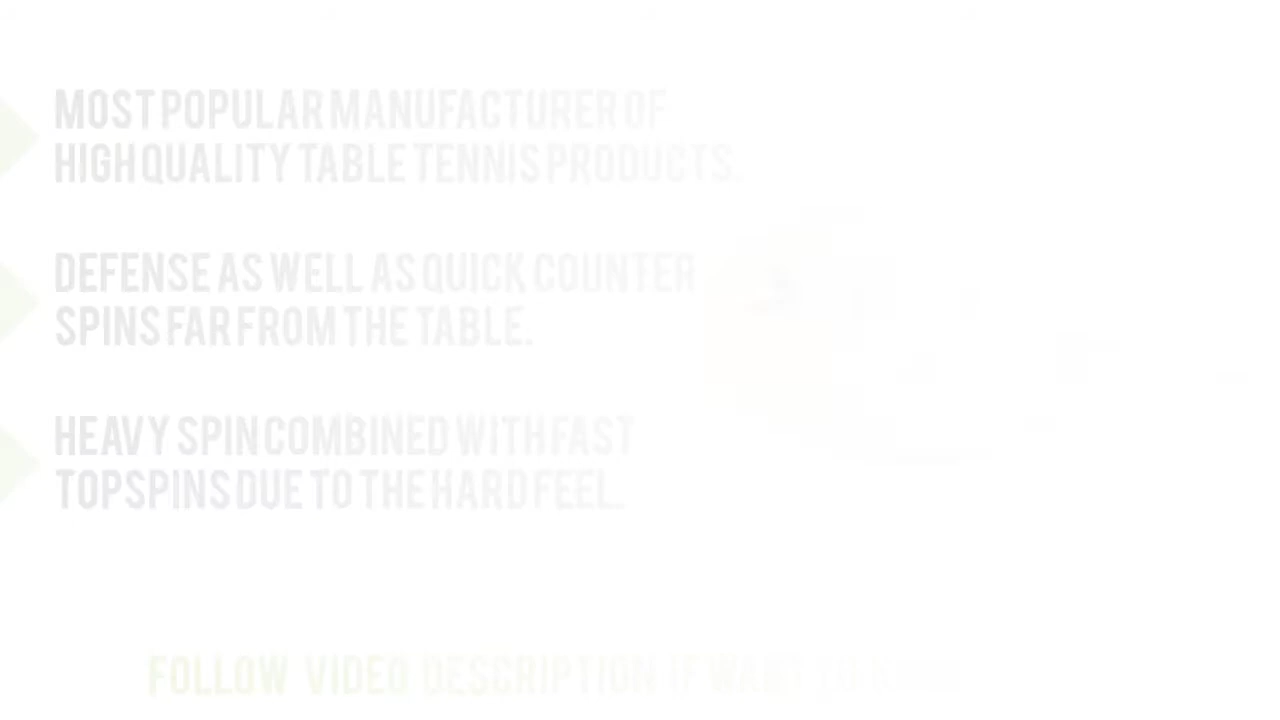 MOST POPULAR MANUFACTURER OF
HIGH QUALITY TABLE TENNIS PRODUCTS.
DEFENSE AS WELL AS QUICK COUNTER
SPINS FAR FROM THE TABLE.
HEAVY SPIN COMBINED WITH FAST
TOPSPINS DUE TO THE HARD FEEL.
FOLLOW VIDEO DESCRIPTION IF WANT TO